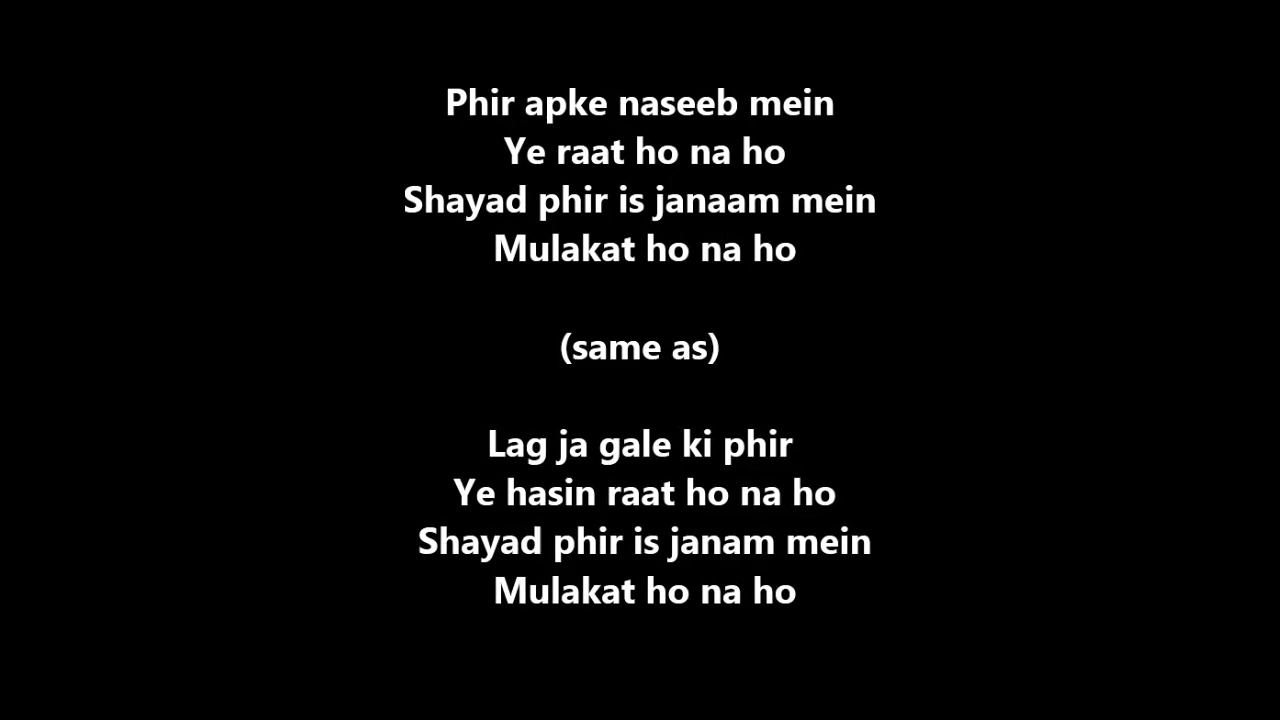 Phir apke naseeb mein
Ye raat ho na ho
Shayad phir is janaam mein
Mulakat ho na ho
(same as)
Lag ja gale ki phir
Ye hasin raat ho na ho
Shayad phir is janam mein
Mulakat ho na ho